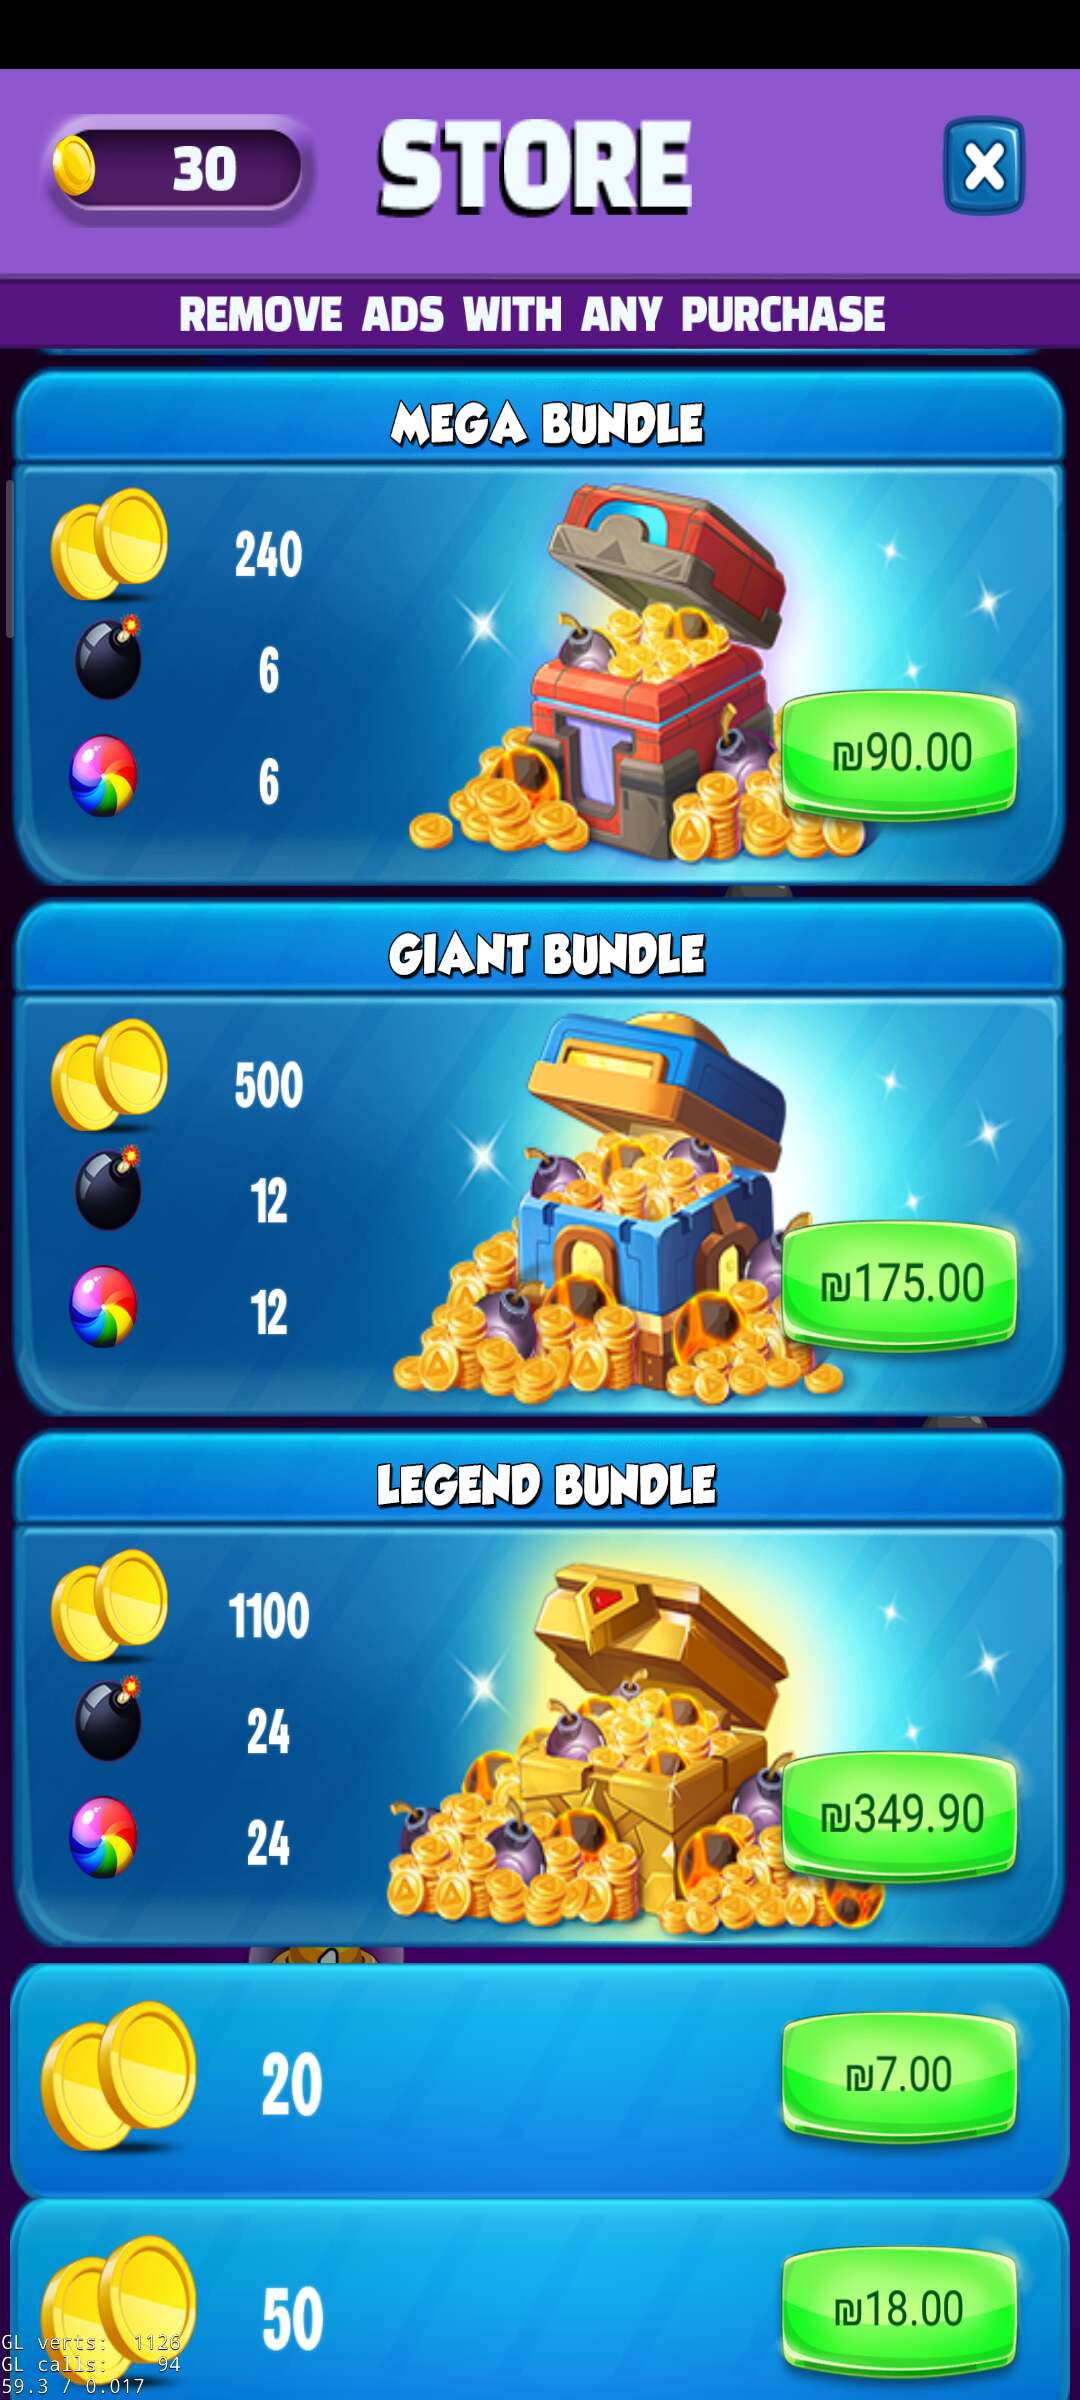 30
STORE
X
REMOVE ADS WITH ANY PURCHASE
MEGA BUNDLE
240
6
6
₪90.00
GIANT BUNDLE
500
12
12
₪175.00
LEGEND BUNDLE
1100
24
24
₪349.90
20
₪7.00
50
₪18.00
GL verts: 1126
GL calls: 94
59.3 / 0.017